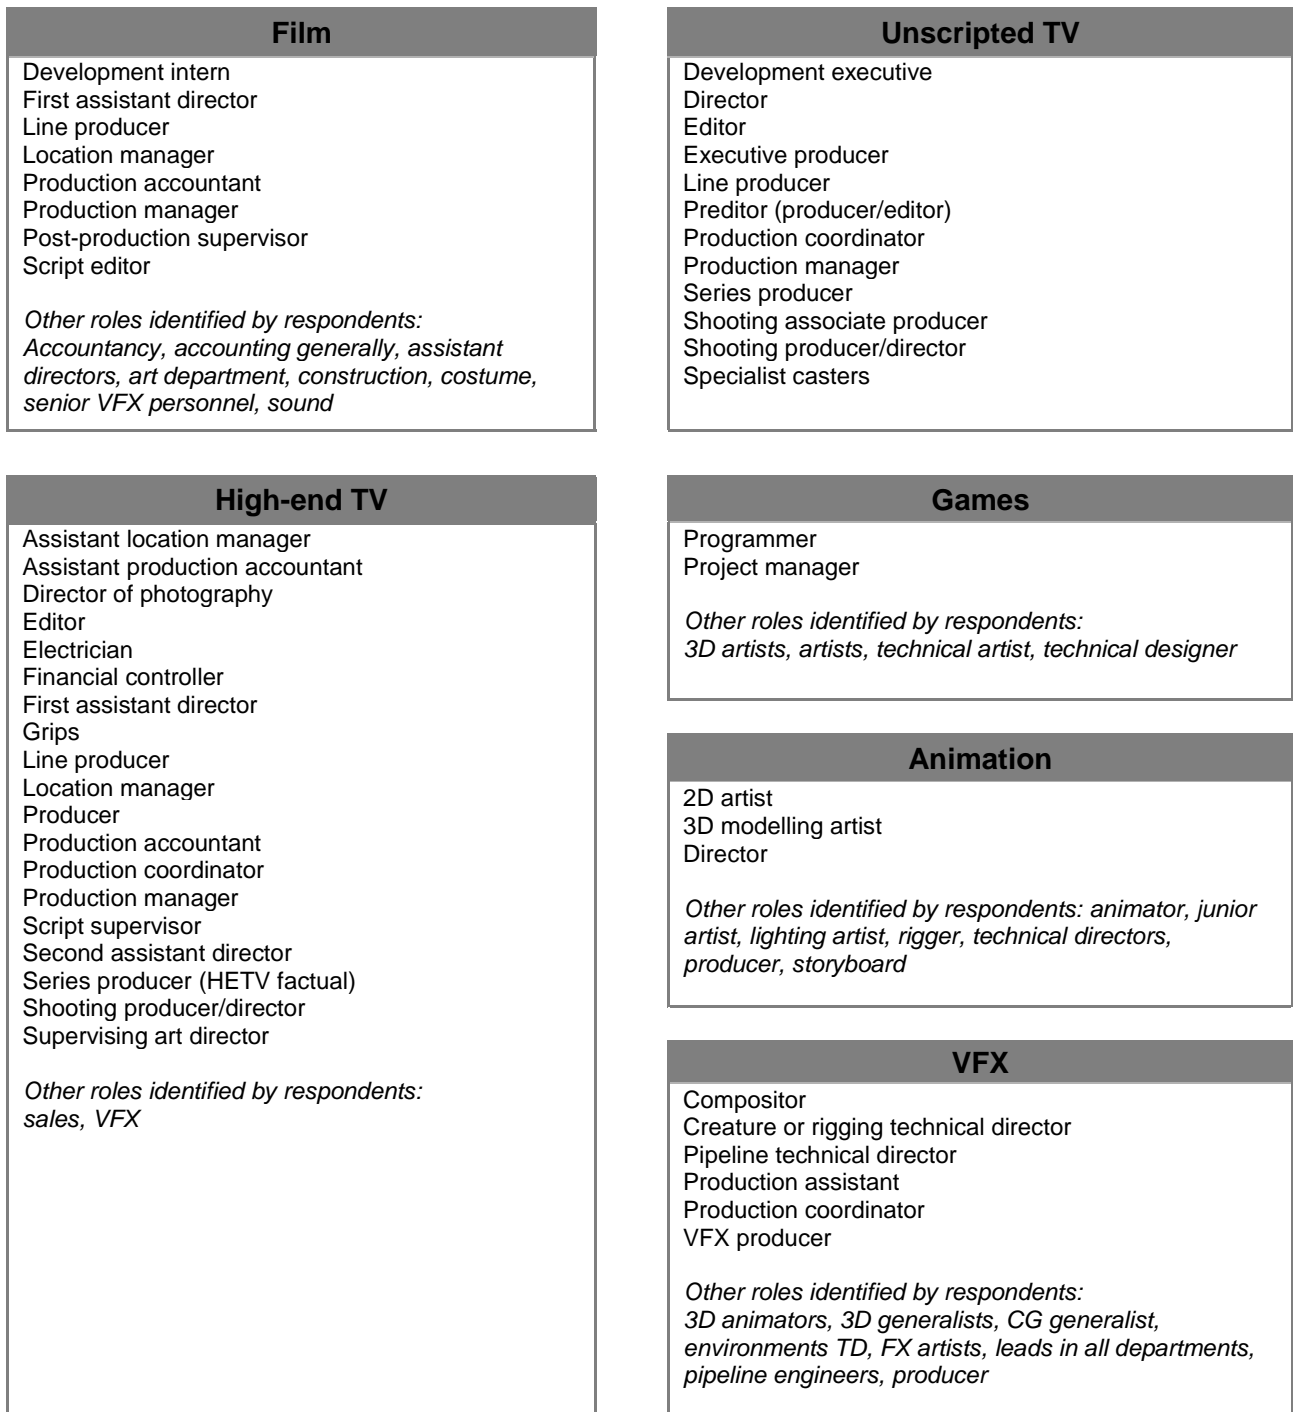 Film
Development intern
First assistant director
Line producer
Location manager
Production accountant
Production manager
Post-production supervisor
Script editor
Other roles identified by respondents:
Accountancy, accounting generally, assistant
directors, art department, construction, costume,
senior VFX personnel, sound
Unscripted TV
Development executive
Director
Editor
Executive producer
Line producer
Preditor (producer/editor)
Production coordinator
Production manager
Series producer
Shooting associate producer
Shooting producer/director
Specialist casters
High-end TV
Assistant location manager
Assistant production accountant
Director of photography
Editor
Electrician
Financial controller
First assistant director
Grips
Line producer
Location manager
Producer
Production accountant
Production coordinator
Production manager
Script supervisor
Second assistant director
Series producer (HETV factual)
Shooting producer/director
Supervising art director
Other roles identified by respondents:
sales, VFX
Games
Programmer
Project manager
Other roles identified by respondents:
3D artists, artists, technical artist, technical designer
Animation
2D artist
3D modelling artist
Director
Other roles identified by respondents: animator, junior
artist, lighting artist, rigger, technical directors,
producer, storyboard
VFX
Compositor
Creature or rigging technical director
Pipeline technical director
Production assistant
Production coordinator
VFX producer
Other roles identified by respondents:
3D animators, 3D generalists, CG generalist,
environments TD, FX artists, leads in all departments,
pipeline engineers, producer